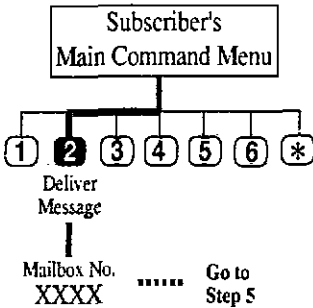 Subscriber's
Main Command Menu
1 2 3 4 5 6 *
Deliver
Message
Mailbox No.
XXXX
Go to
Step 5